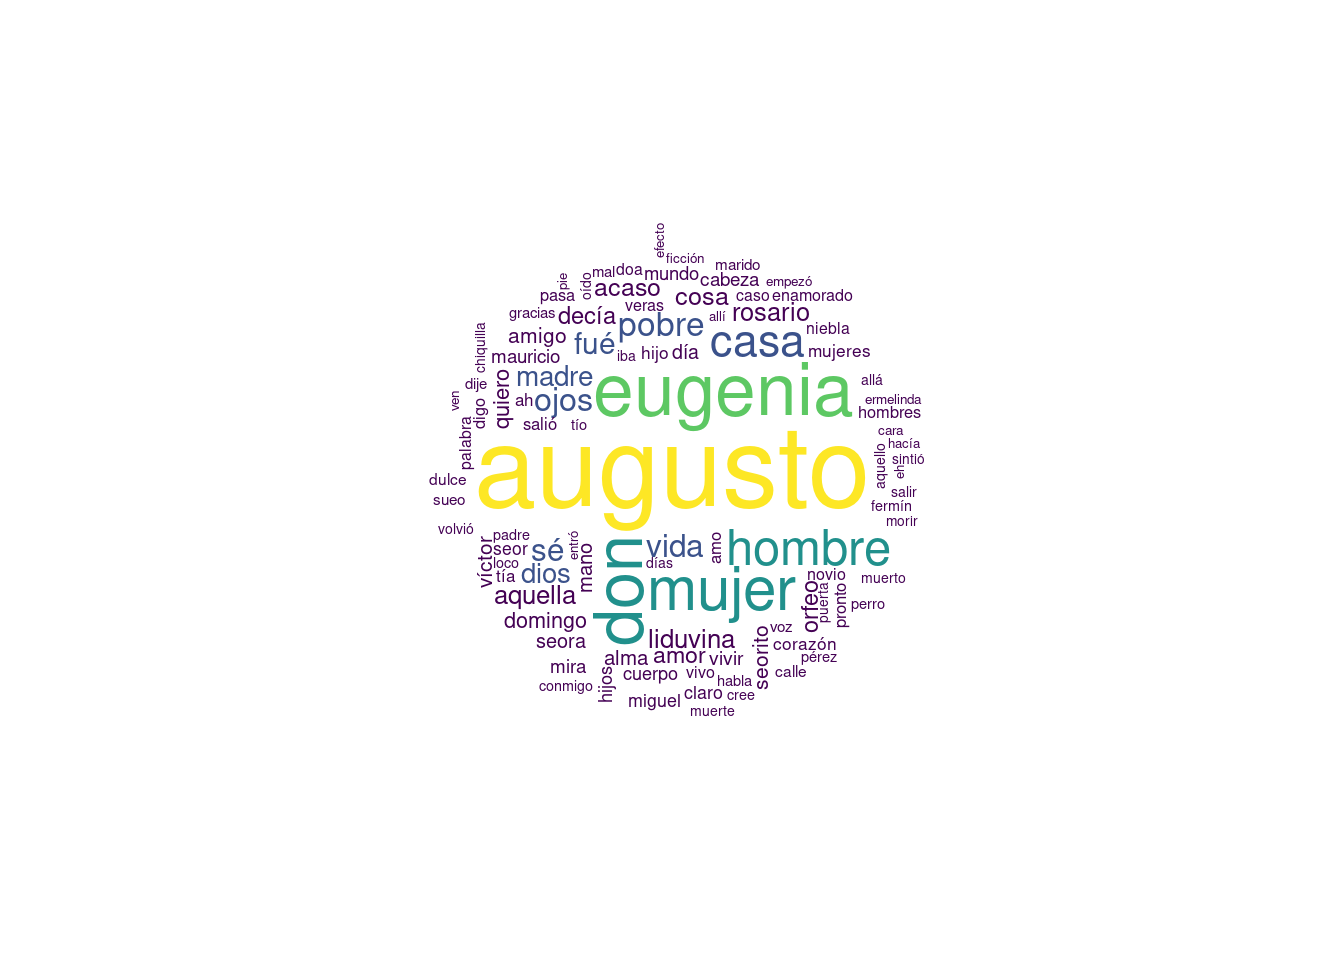 efecto
ficción
marido
mal
doa
mundo
cabeza
empezó
pie
oído
acaso
pasa
cosa
caso
enamorado
veras
gracias
decía
pobre
allí
rosario
niebla
chiquilla
amigo
fué
casa
mauricio
iba
hijo
día
mujeres
madre
eugenia
allá
dije
quiero
ven
ah
ojos
ermelinda
digo
hombres
salió
tío
cara
palabra
hacía
aquello
sintió
eh
dulce
augusto
sueo
salir
fermín
volvió
morir
padre
entró
vida
amo
hombre
seor
sé
víctor
loco
días
tía
dios
mano
don
mujer
novio
muerto
aquella
orfeo
puerta
pronto
perro
domingo
voz
seora
liduvina
seorito
corazón
alma
amor
vivir
pérez
mira
cuerpo
vivo
calle
conmigo
hijos
habla
miguel
claro
cree
muerte